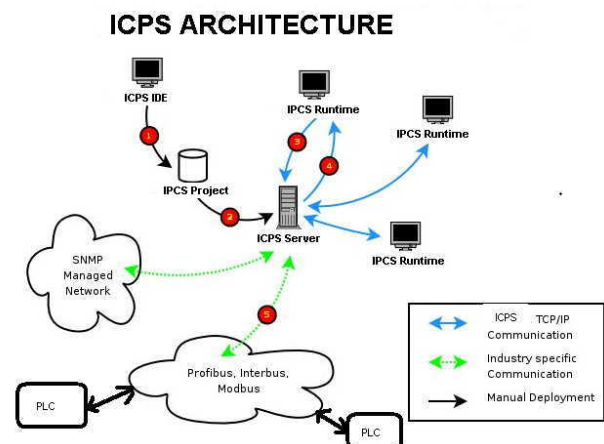 ICPS ARCHITECTURE
ICPS IDE
IPCS Runtime
IPCS Runtime
1
3
4
IPCS Project
2
ICPS Server
IPCS Runtime
SNMP
Managed
Network
5
ICPS TCP/IP
Communication
Industry specific
Communication
Manual Deployment
Profibus, Interbus,
Modbus
PLC
PLC